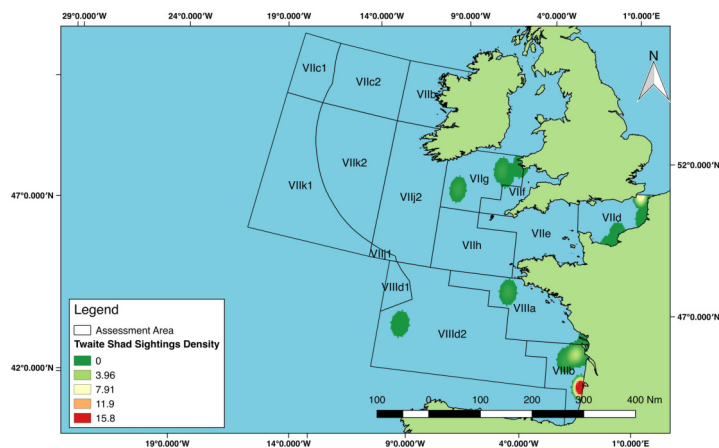 29°0.000'W 19°0.000'W 14°0.000'W 9°0.000'W 4°0.000'W 1°0.000'E
N
VIIc1
VIIc2
VIIb
52°0.000'N
VIIk2
VIIg
VIIf
VIIk1
VIIj2
47°0.000'N
VIId
VIIe
VIIh
VIIj1
VIIId1
VIIIa
47°0.000'N
VIIId2
Legend
Assessment Area
Twaite Shad Sightings Density
0
3.96
7.91
11.9
15.8
42°0.000'N
VIIIb
100 0 100 200 300 400 Nm
19°0.000'W 14°0.000'W 9°0.000'W 4°0.000'W 1°0.000'E